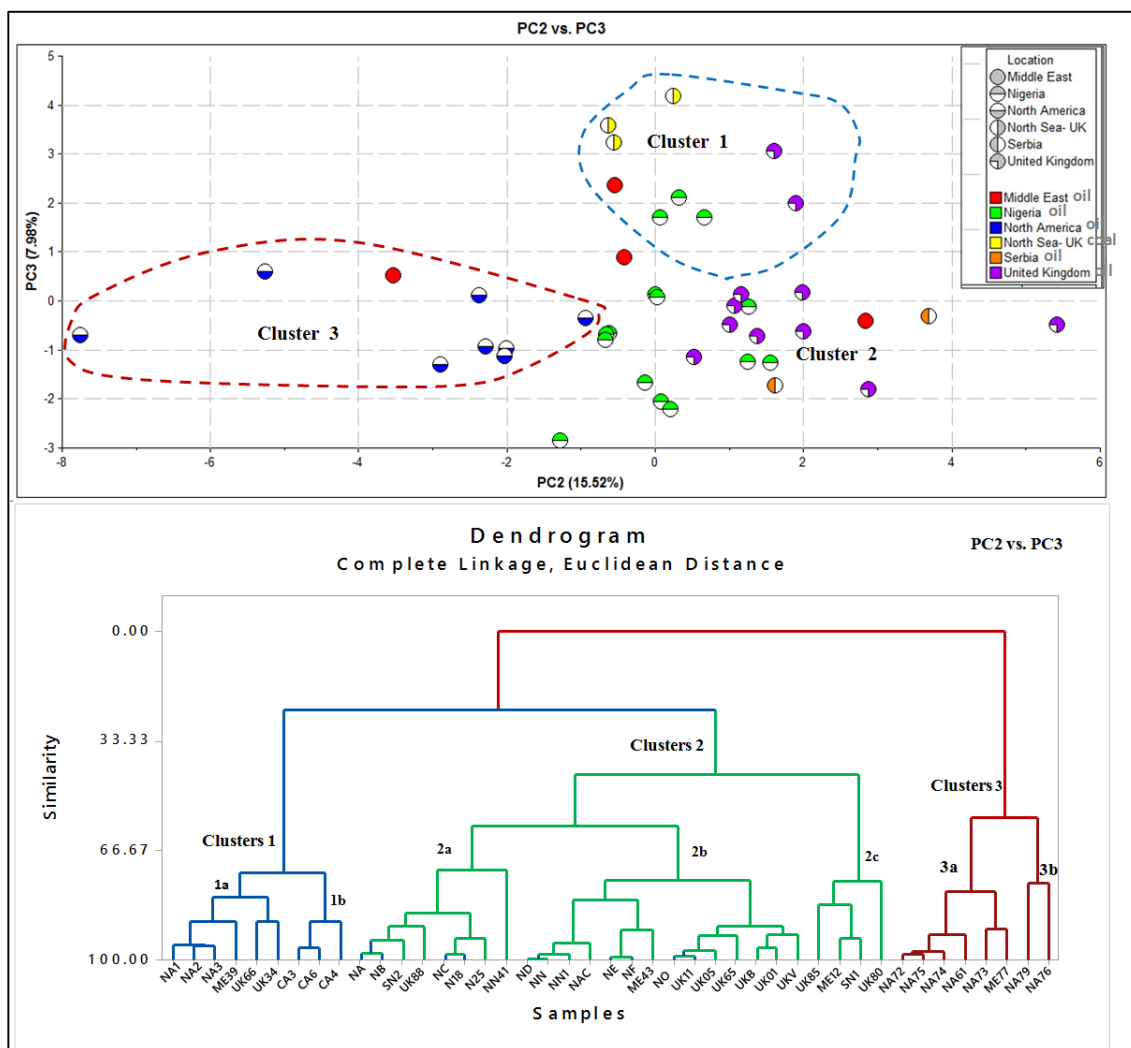 PC2 vs. PC3
PC3 (7.98%)
5
4
3
2
1
0
-1
-2
-3
-8
-6
-4
-2
0
2
4
6
PC2 (15.52%)
Cluster 1
Cluster 3
Cluster 2
Location
Middle East
Nigeria
North America
North Sea- UK
Serbia
United Kingdom
Middle East oil
Nigeria oil
North America oi
North Sea- UK coal
Serbia oil
United Kingdom oil
Dendrogram
Complete Linkage, Euclidean Distance
PC2 vs. PC3
Similarity
0.00
33.33
66.67
100.00
Clusters 1
Clusters 2
Clusters 3
1a
1b
2a
2b
2c
3a
3b
NA1
NA2
NA3
ME39
UK66
UK34
CA3
CA6
CA4
NA
NB
SN2
UK88
NC
N18
N25
NN41
ND
NN
NN1
NAC
NE
NF
ME43
NO
UK11
UK05
UK65
UKB
UK01
UKV
UK85
ME12
SN1
UK80
NA72
NA75
NA74
NA61
NA73
ME77
NA79
NA76
Samples